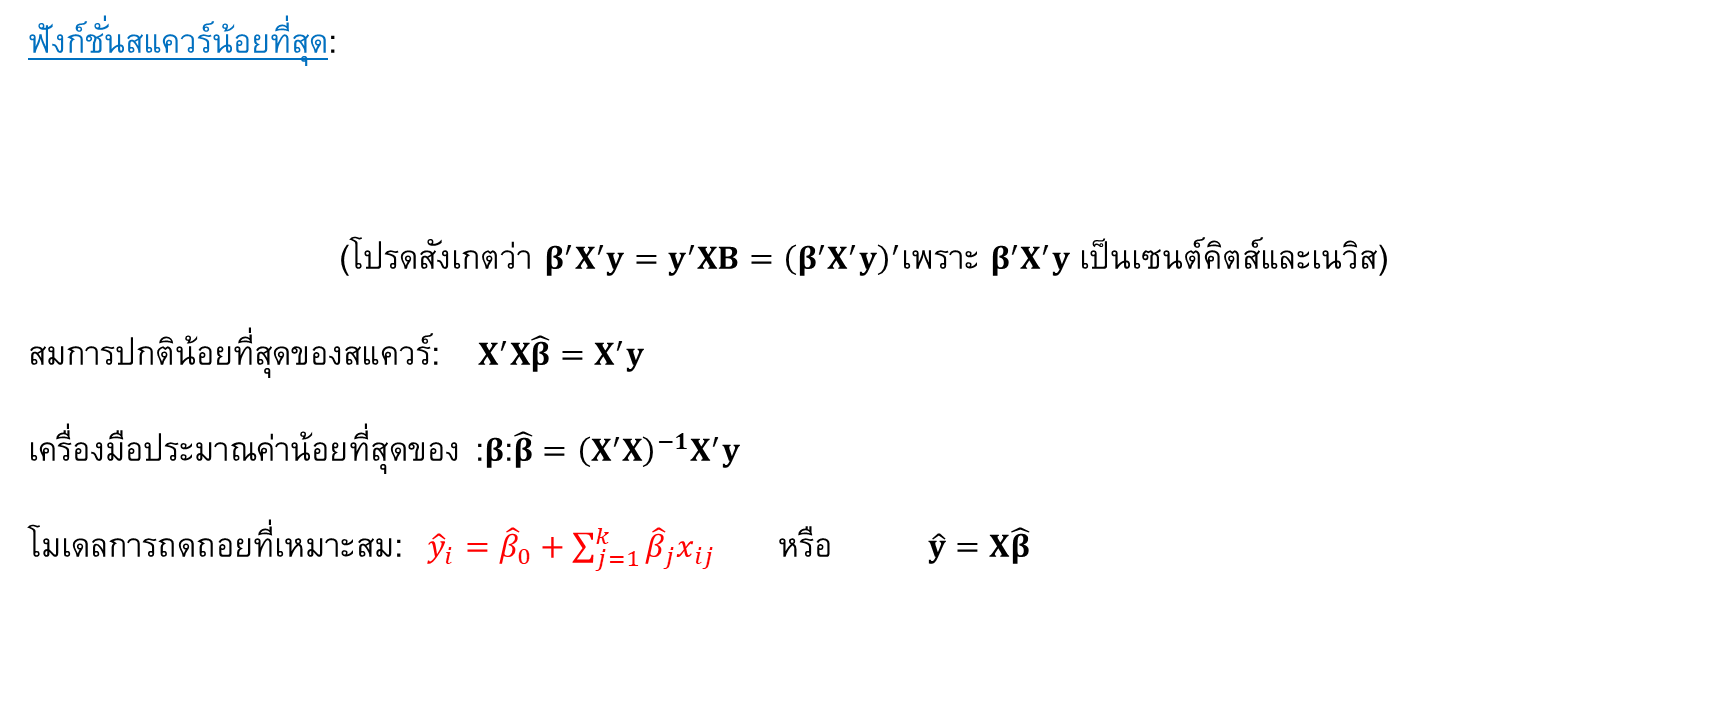 ฟังก์ชั่นสแควร์น้อยที่สุด:
(โปรดสังเกตว่า 𝛃′𝐗′𝐲 = 𝐲′𝐗𝐁 = (𝛃′𝐗′𝐲)′เพราะ 𝛃′𝐗′𝐲 เป็นเซนต์คิตส์และเนวิส)
สมการปกติน้อยที่สุดของสแควร์: 𝐗′𝐗𝛃̂ = 𝐗′𝐲
เครื่องมือประมาณค่าน้อยที่สุดของ :𝛃:𝛃̂ = (𝐗′𝐗)⁻¹𝐗′𝐲
โมเดลการถดถอยที่เหมาะสม: ŷᵢ = β̂₀ + ∑ᵏⱼ₌₁ β̂ⱼxᵢⱼ หรือ 𝐲̂ = 𝐗𝛃̂